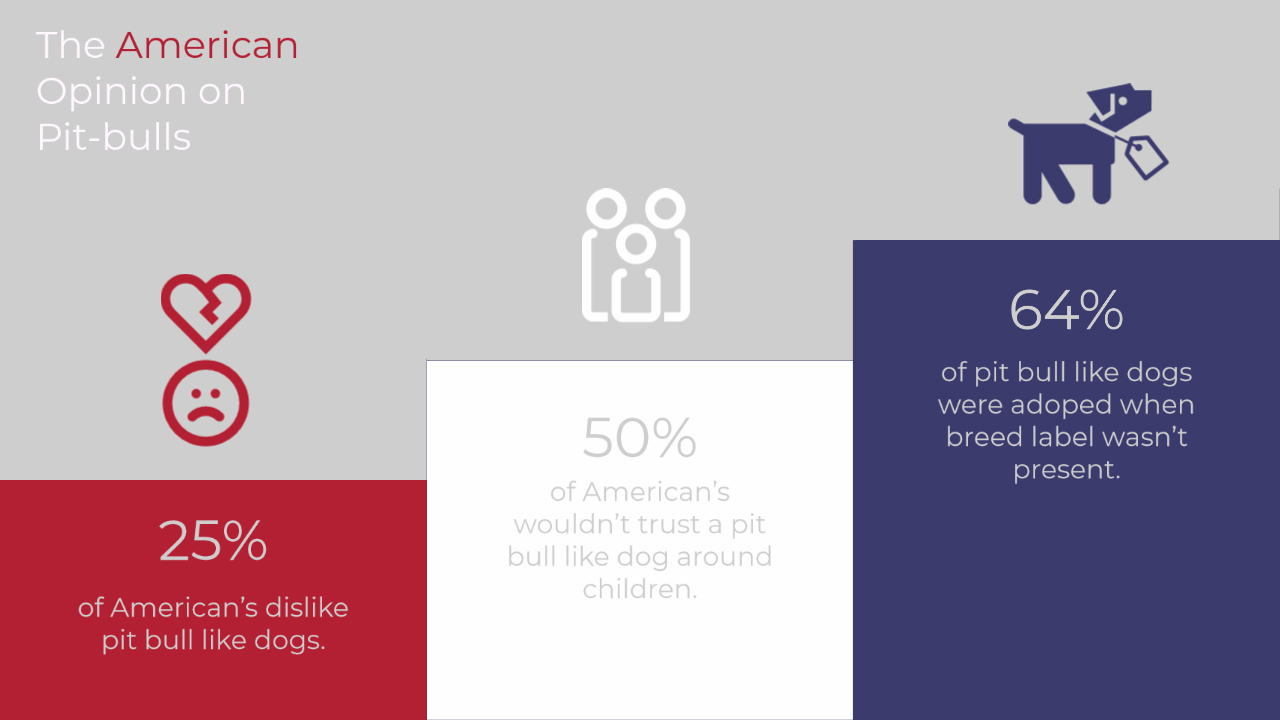 The American
Opinion on
Pit-bulls
25%
of American's dislike
pit bull like dogs.
50%
of American's
wouldn't trust a pit
bull like dog around
children.
64%
of pit bull like dogs
were adoped when
breed label wasn't
present.